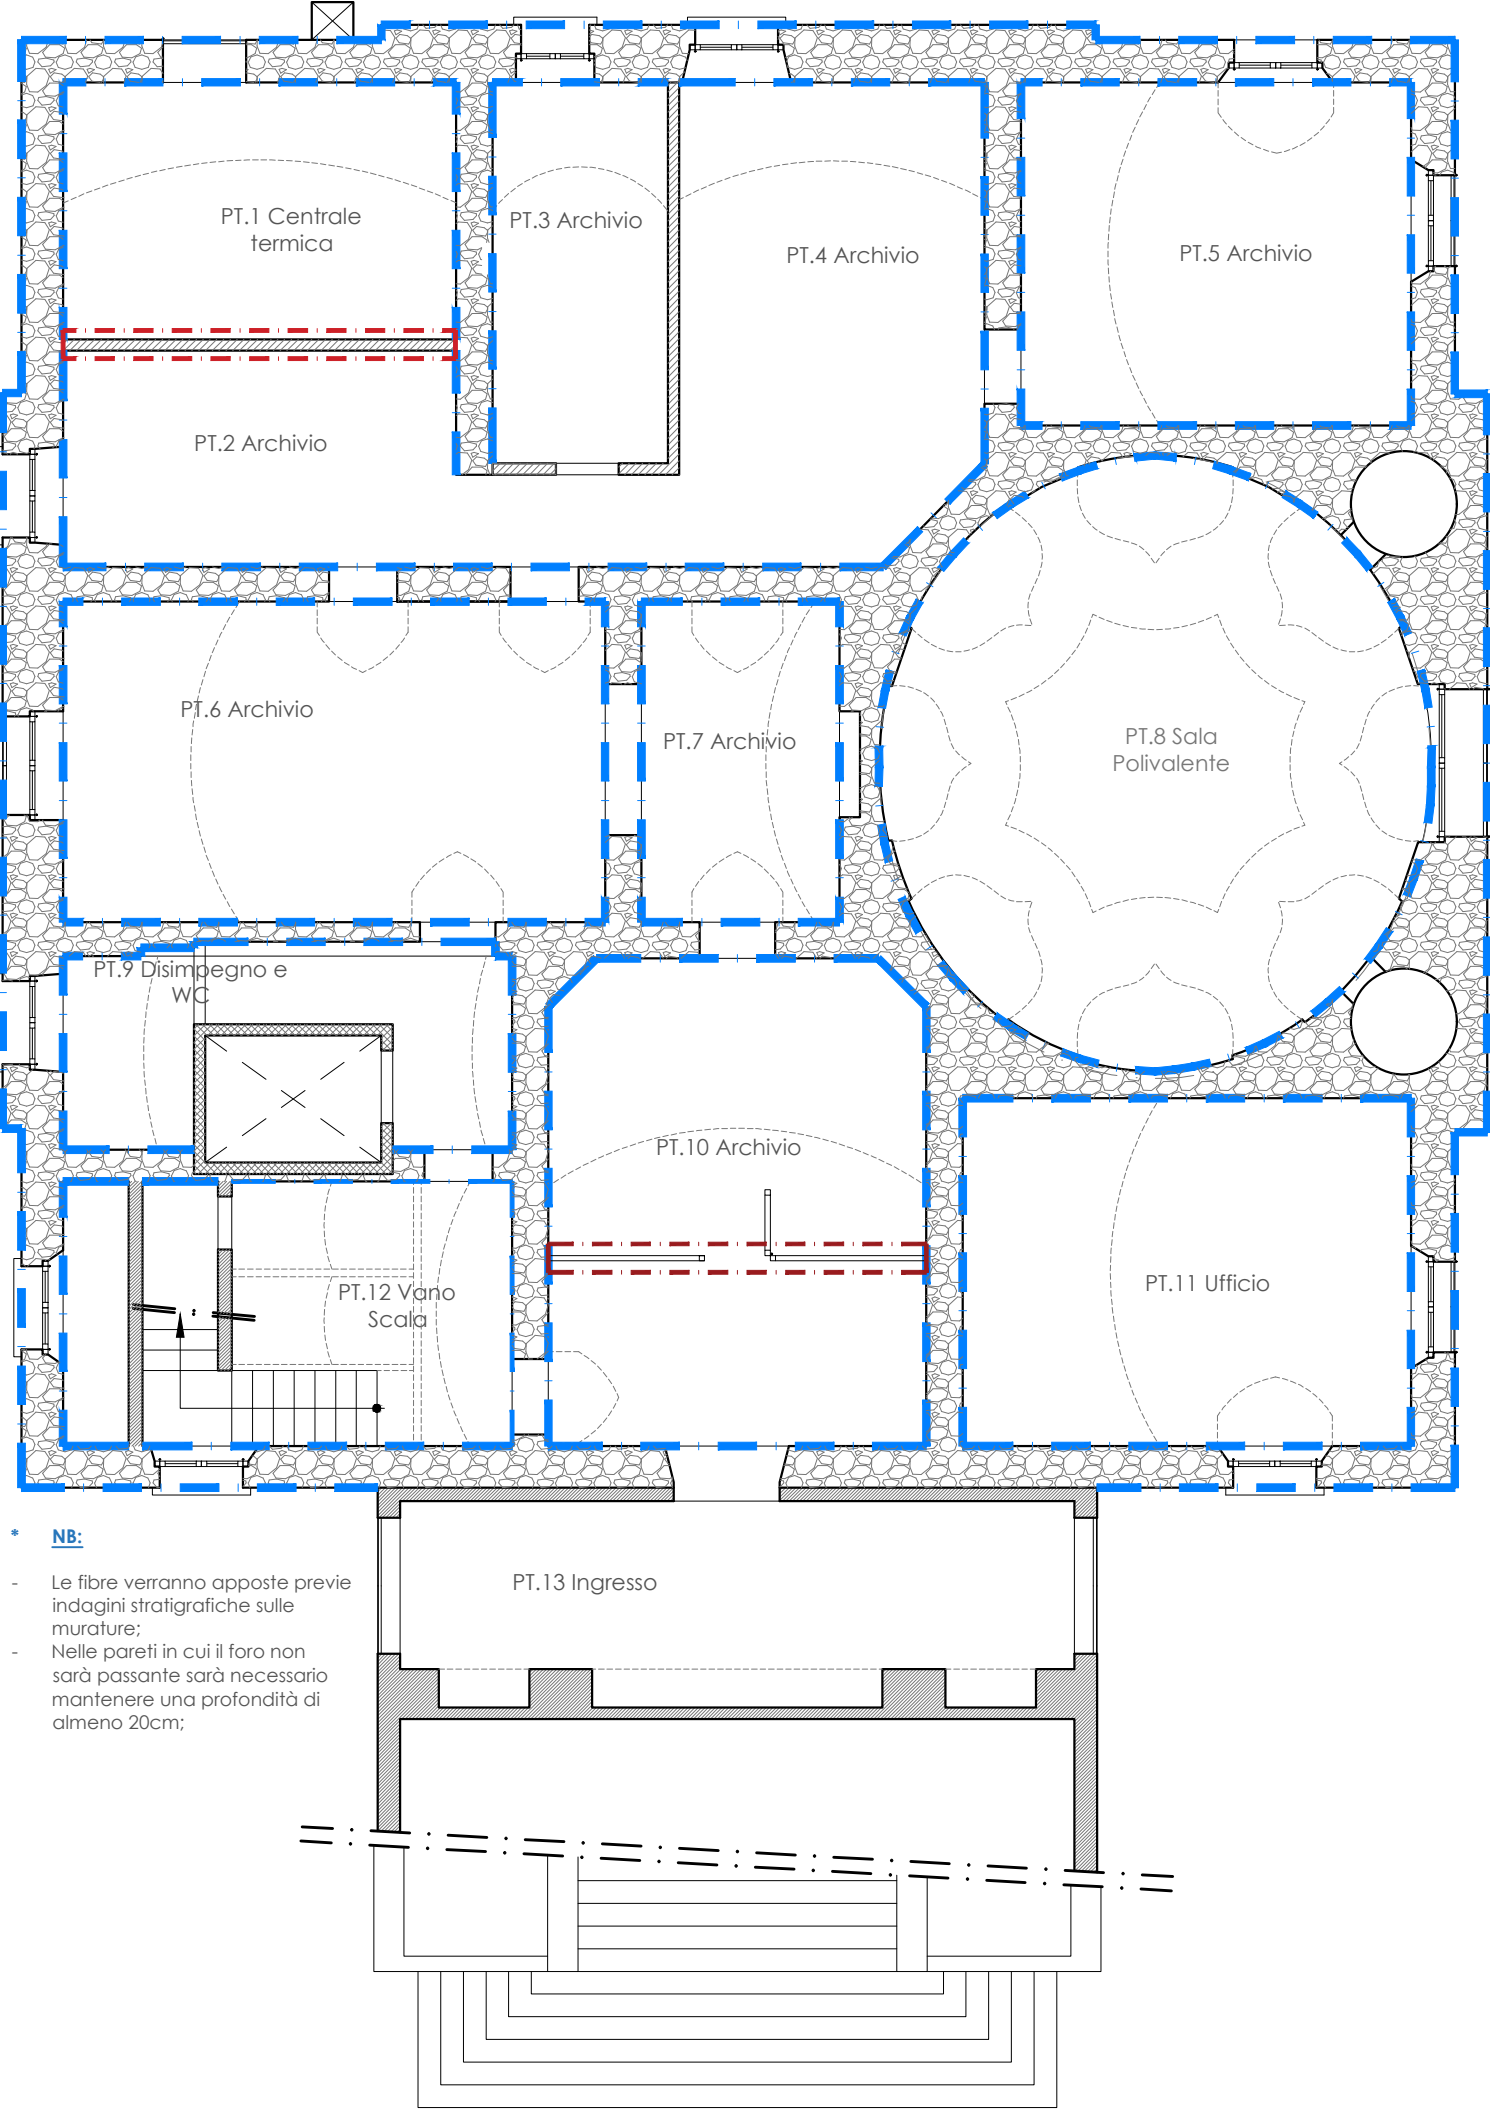 PT.1 Centrale
termica
PT.3 Archivio
PT.4 Archivio
PT.5 Archivio
PT.2 Archivio
PT.6 Archivio
PT.7 Archivio
PT.8 Sala
Polivalente
PT.9 Disimpegno e
WC
PT.10 Archivio
PT.11 Ufficio
PT.12 Vano
Scala
* NB:
- Le fibre verranno apposte previe
indagini stratigrafiche sulle
murature;
- Nelle pareti in cui il foro non
sarà passante sarà necessario
mantenere una profondità di
almeno 20cm;
PT.13 Ingresso